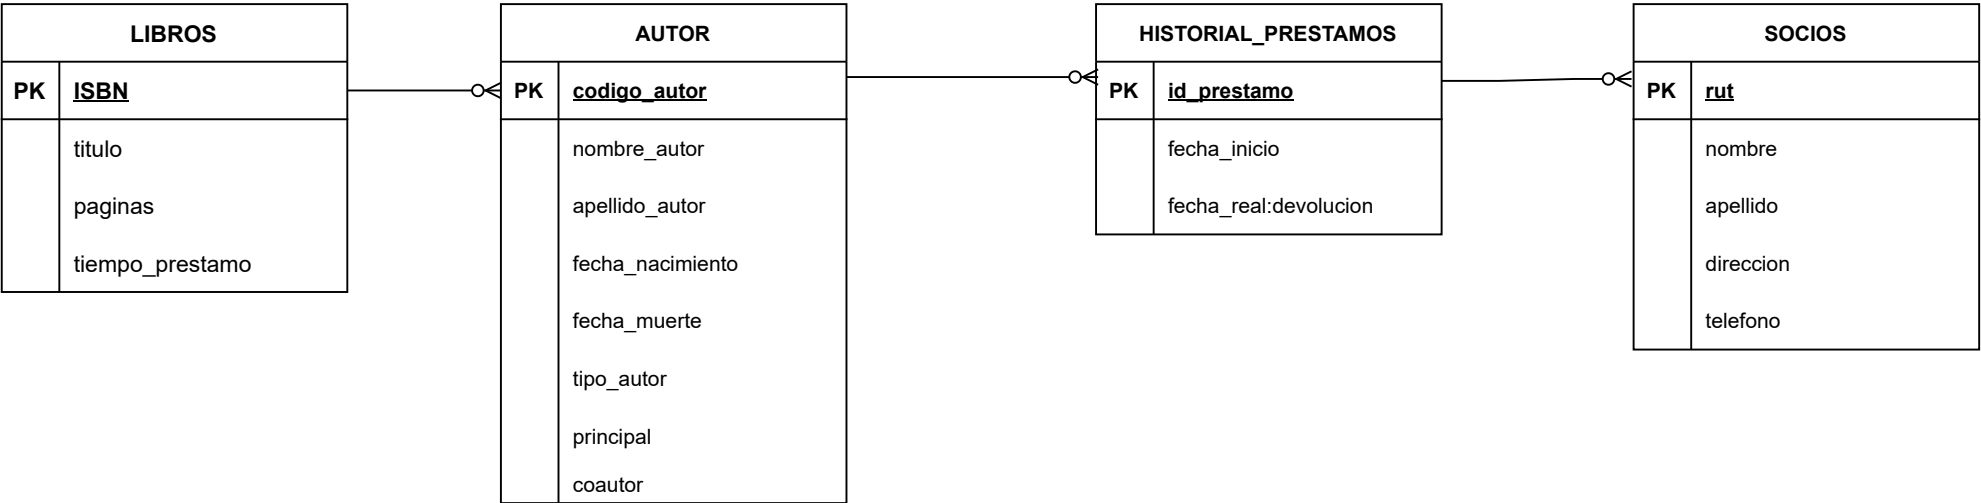 LIBROS
PK ISBN
titulo
paginas
tiempo_prestamo
AUTOR
PK codigo_autor
nombre_autor
apellido_autor
fecha_nacimiento
fecha_muerte
tipo_autor
principal
coautor
HISTORIAL_PRESTAMOS
PK id_prestamo
fecha_inicio
fecha_real:devolucion
SOCIOS
PK rut
nombre
apellido
direccion
telefono